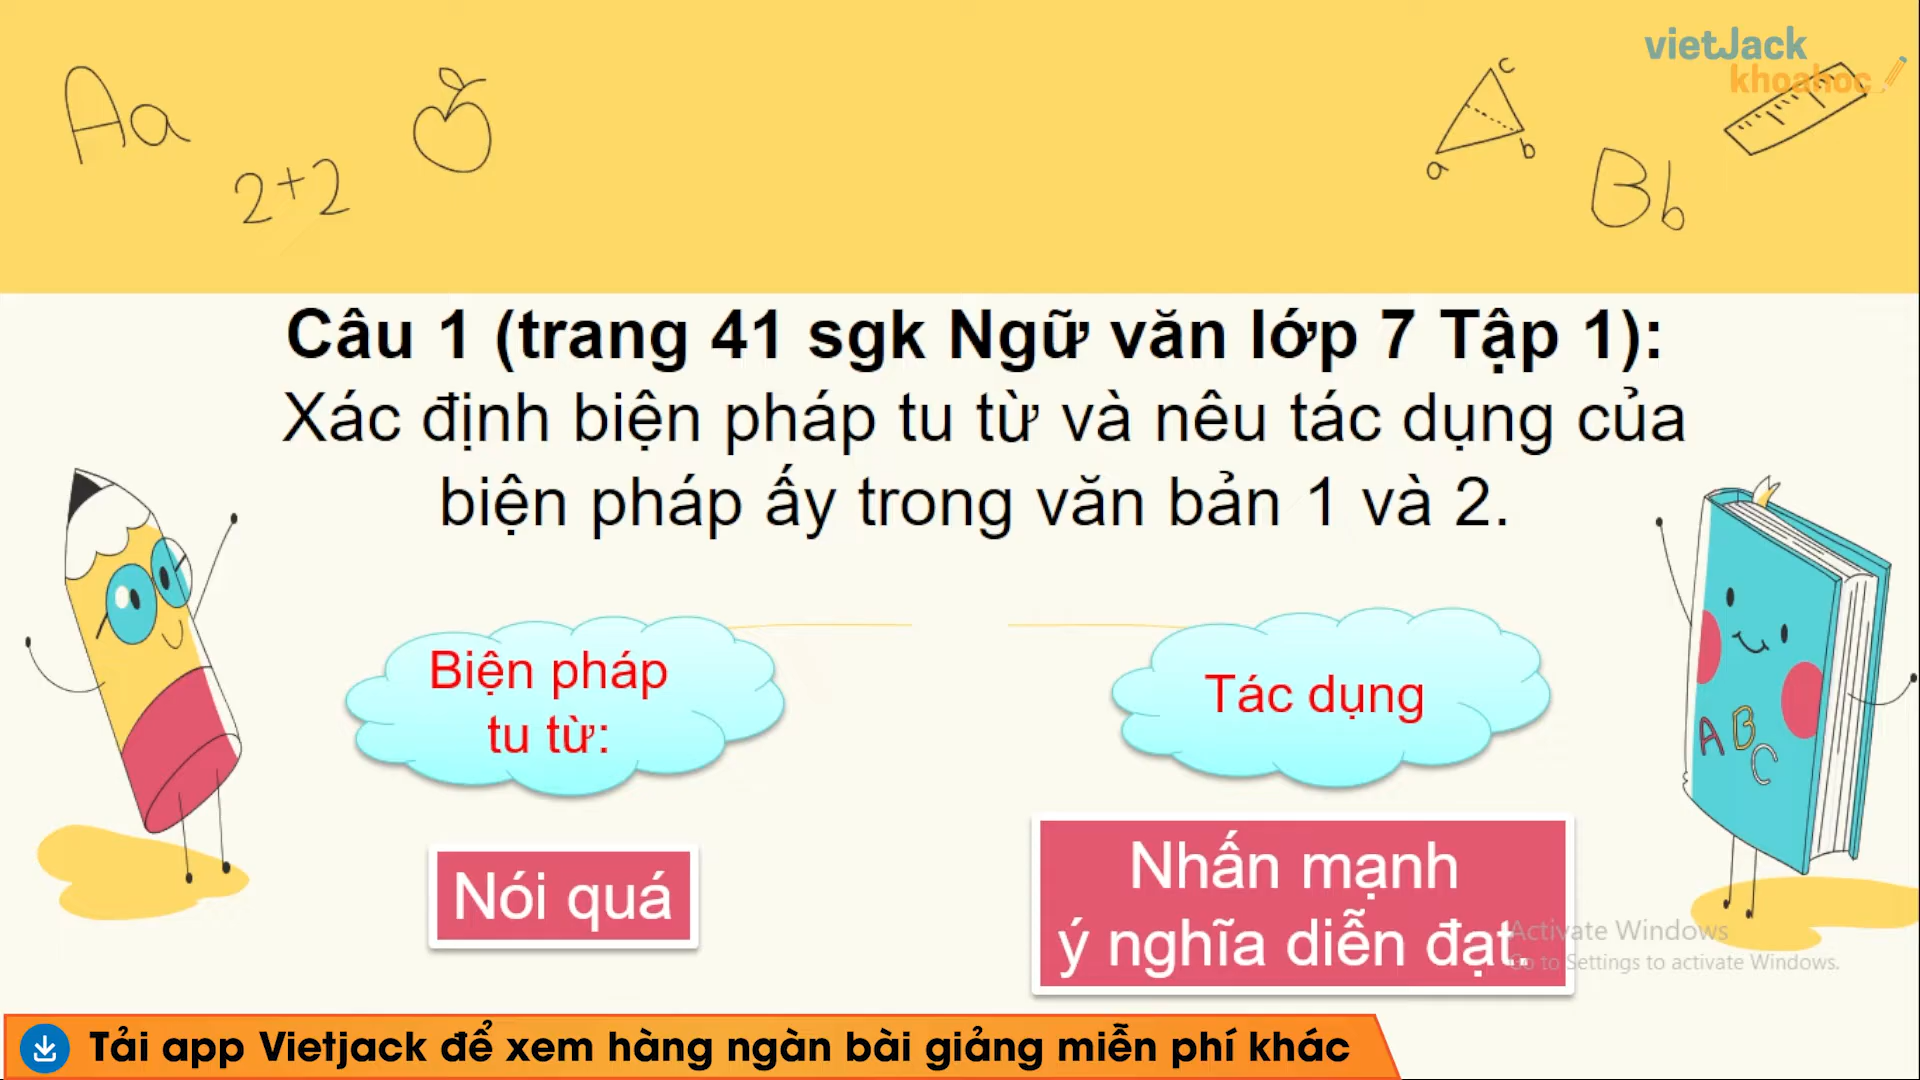 vietJack
khoahoc
Aa
2+2
c
a
b
Bb
Câu 1 (trang 41 sgk Ngữ văn lớp 7 Tập 1):
Xác định biện pháp tu từ và nêu tác dụng của
biện pháp ấy trong văn bản 1 và 2.
Biện pháp
tu từ:
Tác dụng
ABC
Nói quá
Nhấn mạnh
ý nghĩa diễn đạt.
Activate Windows
Go to Settings to activate Windows.
Tải app Vietjack để xem hàng ngàn bài giảng miễn phí khác